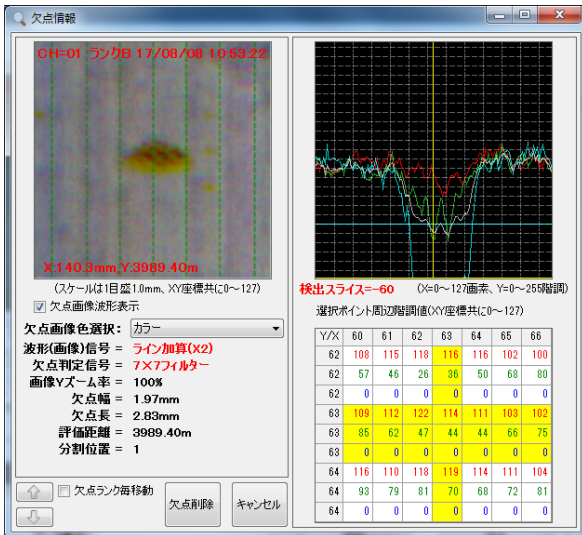 欠点情報
CH=01 ランクB 17/08/08 10:53:22
X:140.3mm,Y:3989.40m
(スケールは1目盛1.0mm、XY座標共に0～127)
欠点画像波形表示
欠点画像色選択： カラー
波形(画像)信号 = ライン加算(X2)
欠点判定信号 = 7×7フィルター
画像Yズーム率 = 100%
欠点幅 = 1.97mm
欠点長 = 2.83mm
評価距離 = 3989.40m
分割位置 = 1
欠点ランク毎移動
欠点削除
キャンセル
検出スライス=-60 (X=0～127画素、Y=0～255階調)
選択ポイント周辺階調値(XY座標共に0～127)
Y/X 60 61 62 63 64 65 66
62 108 115 118 116 116 102 100
62 57 46 26 36 50 68 80
62 0 0 0 0 0 0 0
63 109 112 122 114 111 103 102
63 85 62 47 44 44 66 75
63 0 0 0 0 0 0 0
64 116 110 118 119 114 111 104
64 93 79 81 70 68 72 81
64 0 0 0 0 0 0 0